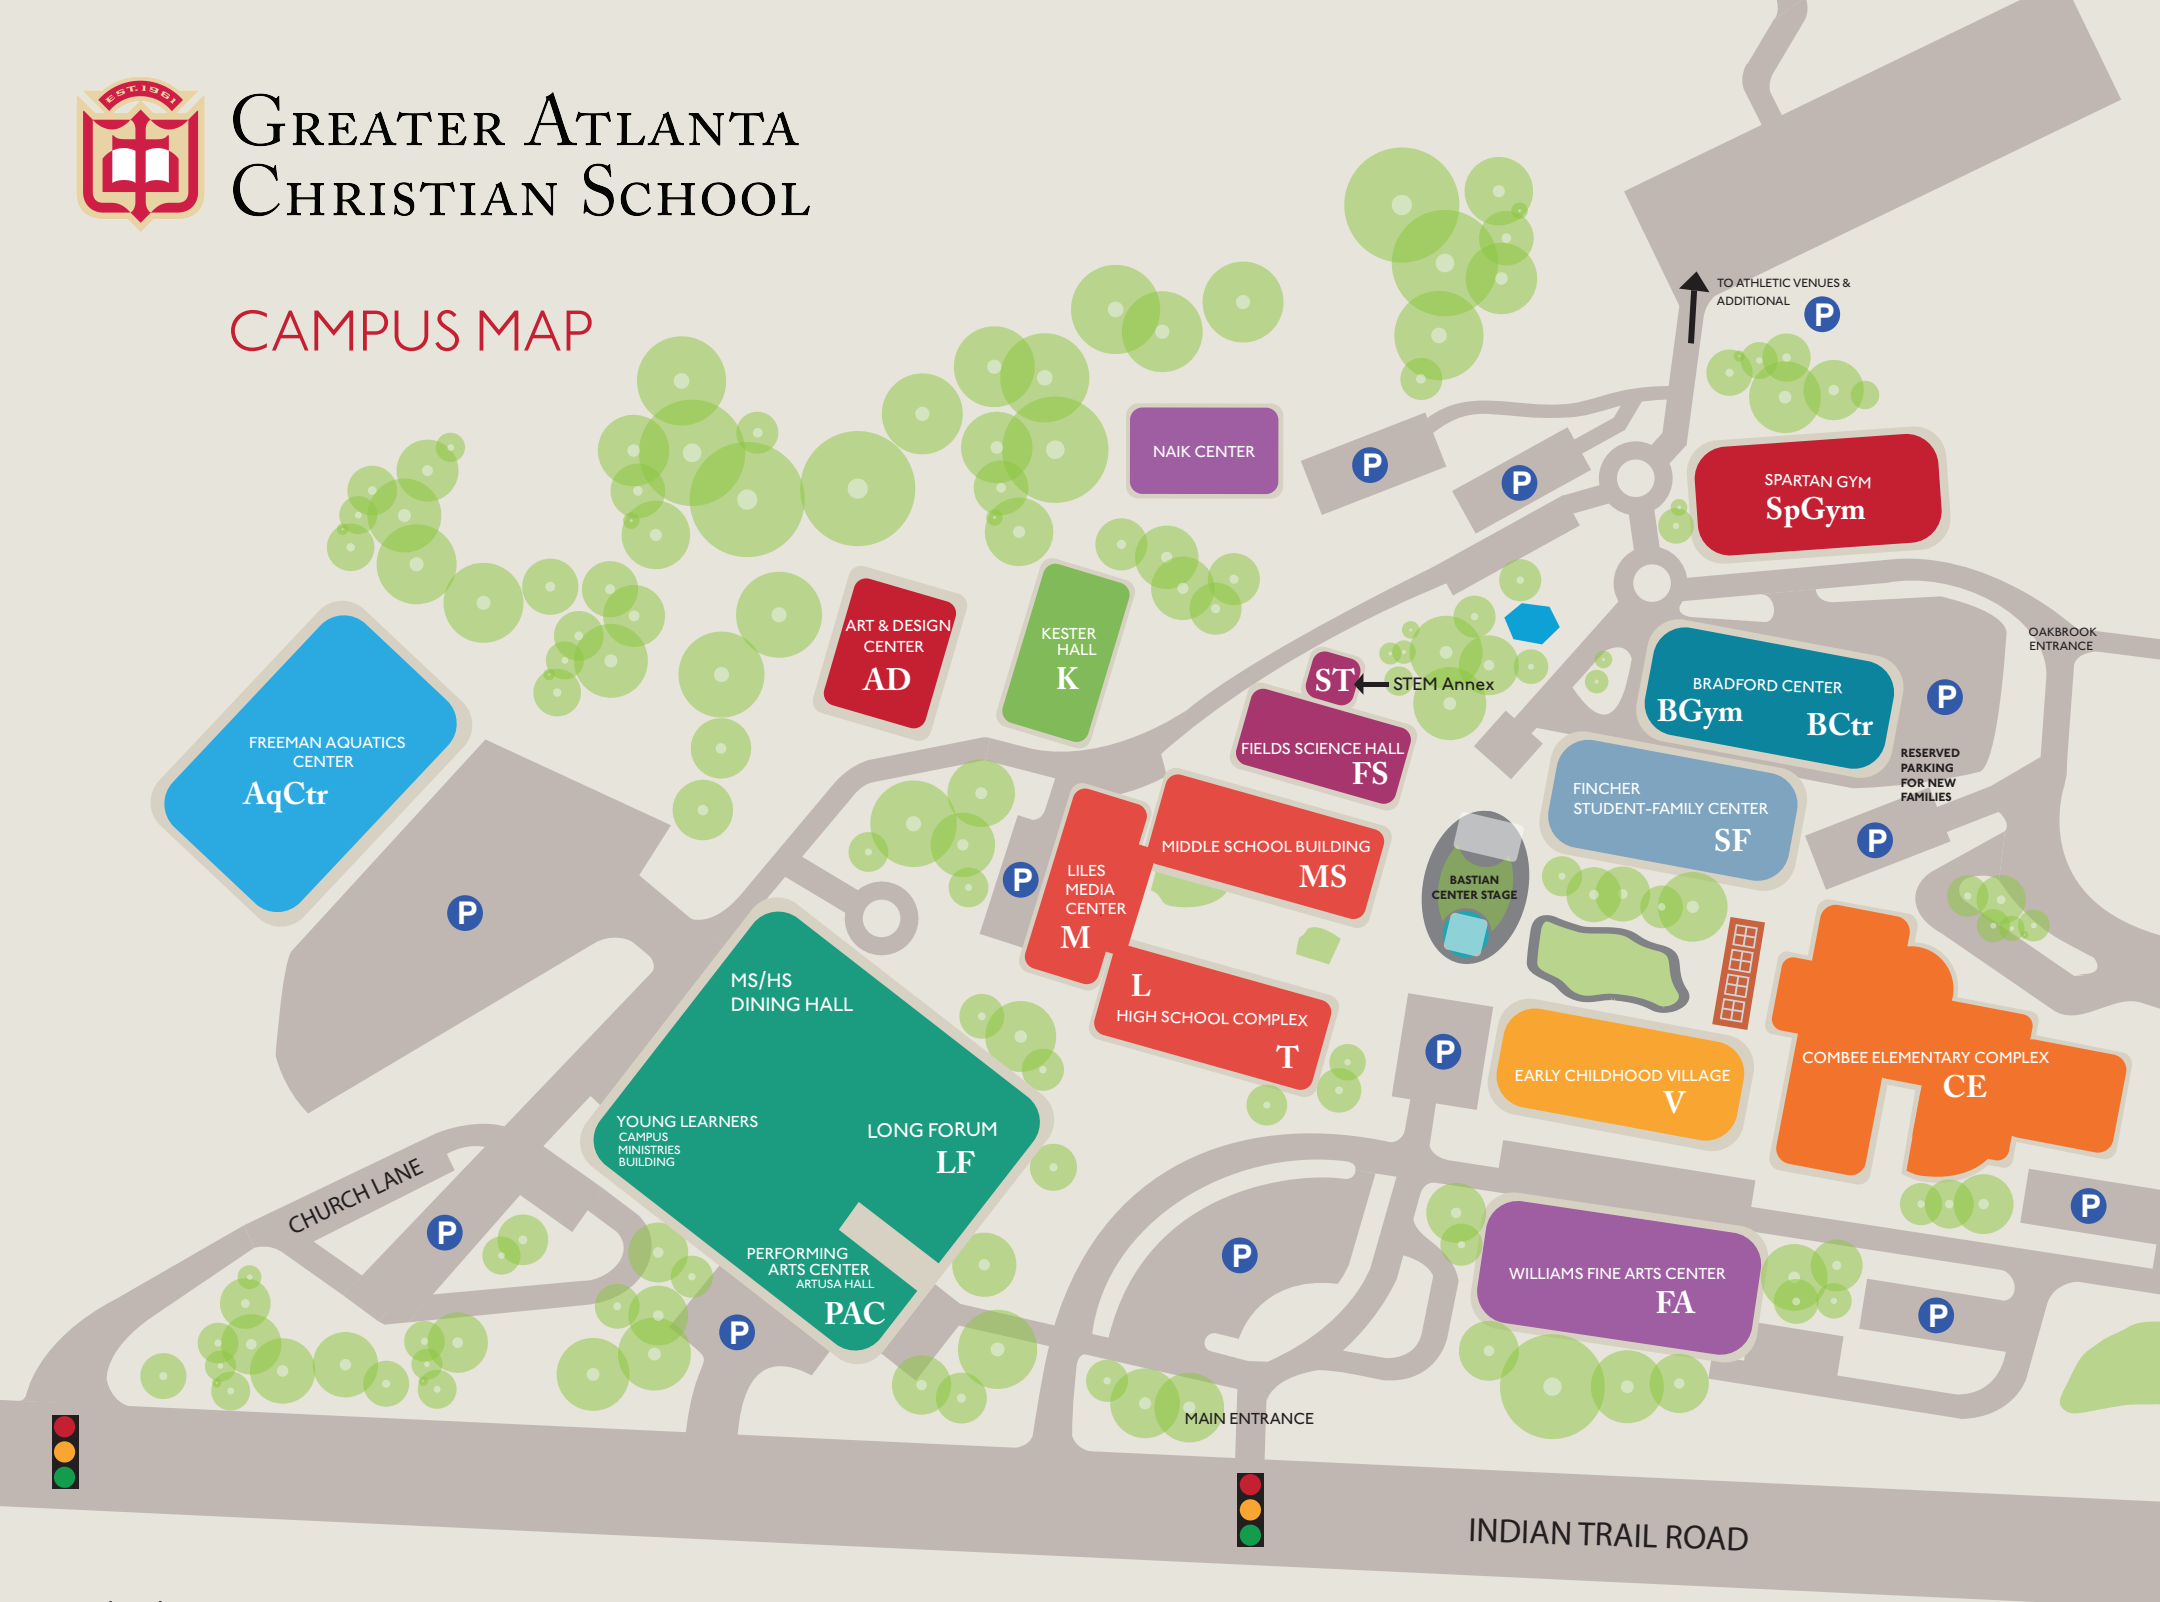 EST. 1961
GREATER ATLANTA
CHRISTIAN SCHOOL
CAMPUS MAP
TO ATHLETIC VENUES &
ADDITIONAL
P
NAIK CENTER
P
P
SPARTAN GYM
SpGym
ART & DESIGN
CENTER
AD
KESTER
HALL
K
OAKBROOK
ENTRANCE
ST
STEM Annex
FIELDS SCIENCE HALL
FS
BRADFORD CENTER
BGym
BCtr
P
RESERVED
PARKING
FOR NEW
FAMILIES
FREEMAN AQUATICS
CENTER
AqCtr
P
FINCHER
STUDENT-FAMILY CENTER
SF
P
MIDDLE SCHOOL BUILDING
MS
P
LILES
MEDIA
CENTER
M
BASTIAN
CENTER STAGE
L
HIGH SCHOOL COMPLEX
T
MS/HS
DINING HALL
P
EARLY CHILDHOOD VILLAGE
V
COMBEE ELEMENTARY COMPLEX
CE
YOUNG LEARNERS
CAMPUS
MINISTRIES
BUILDING
LONG FORUM
LF
CHURCH LANE
P
P
P
PERFORMING
ARTS CENTER
ARTUSA HALL
PAC
P
WILLIAMS FINE ARTS CENTER
FA
P
MAIN ENTRANCE
INDIAN TRAIL ROAD